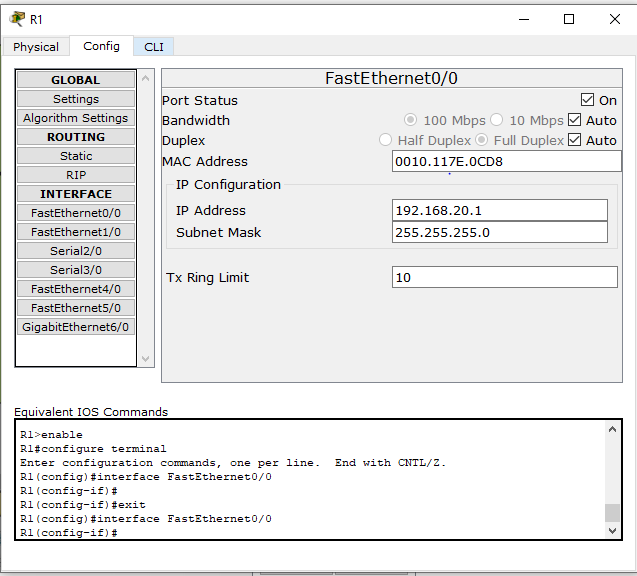 R1
Physical
Config
CLI
GLOBAL
Settings
Algorithm Settings
ROUTING
Static
RIP
INTERFACE
FastEthernet0/0
FastEthernet1/0
Serial2/0
Serial3/0
FastEthernet4/0
FastEthernet5/0
GigabitEthernet6/0
FastEthernet0/0
Port Status On
Bandwidth 100 Mbps 10 Mbps Auto
Duplex Half Duplex Full Duplex Auto
MAC Address 0010.117E.0CD8
IP Configuration
IP Address 192.168.20.1
Subnet Mask 255.255.255.0
Tx Ring Limit 10
Equivalent IOS Commands
R1>enable
R1#configure terminal
Enter configuration commands, one per line.  End with CNTL/Z.
R1(config)#interface FastEthernet0/0
R1(config-if)#
R1(config-if)#exit
R1(config)#interface FastEthernet0/0
R1(config-if)#